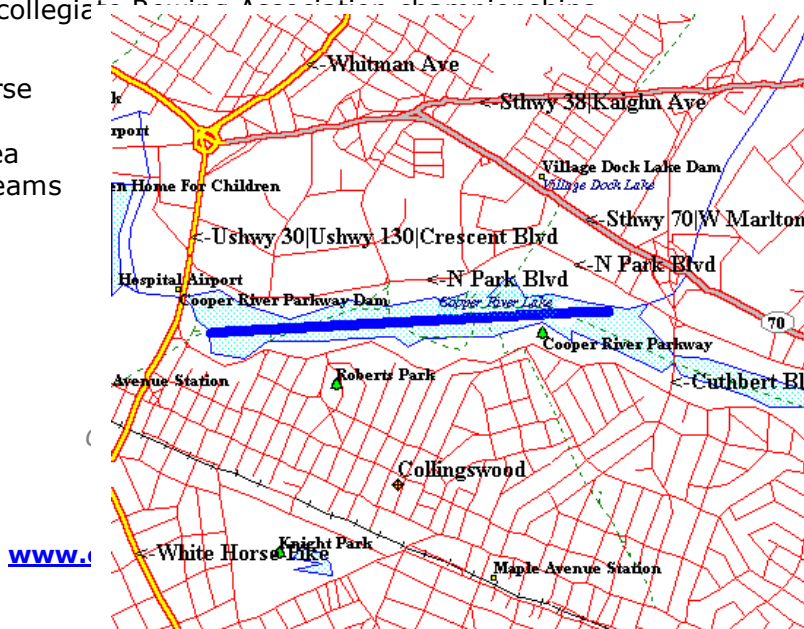 collegiate Rowing Association championships
<-Whitman Ave
rse
k
<-Sthwy 38|Kaighn Ave
rport
ea
Village Dock Lake Dam
eams
en Home For Children
Village Dock Lake
<-Sthwy 70|W Marlton
<-Ushwy 30|Ushwy 130|Crescent Blvd
<-N Park Blvd
Hospital Airport
<-N Park Blvd
Cooper River Parkway Dam
Cooper River Lake
70
Cooper River Parkway
Avenue Station
Roberts Park
<-Cuthbert Bl
Collingswood
www.
<-White Horse Pike
Knight Park
Maple Avenue Station